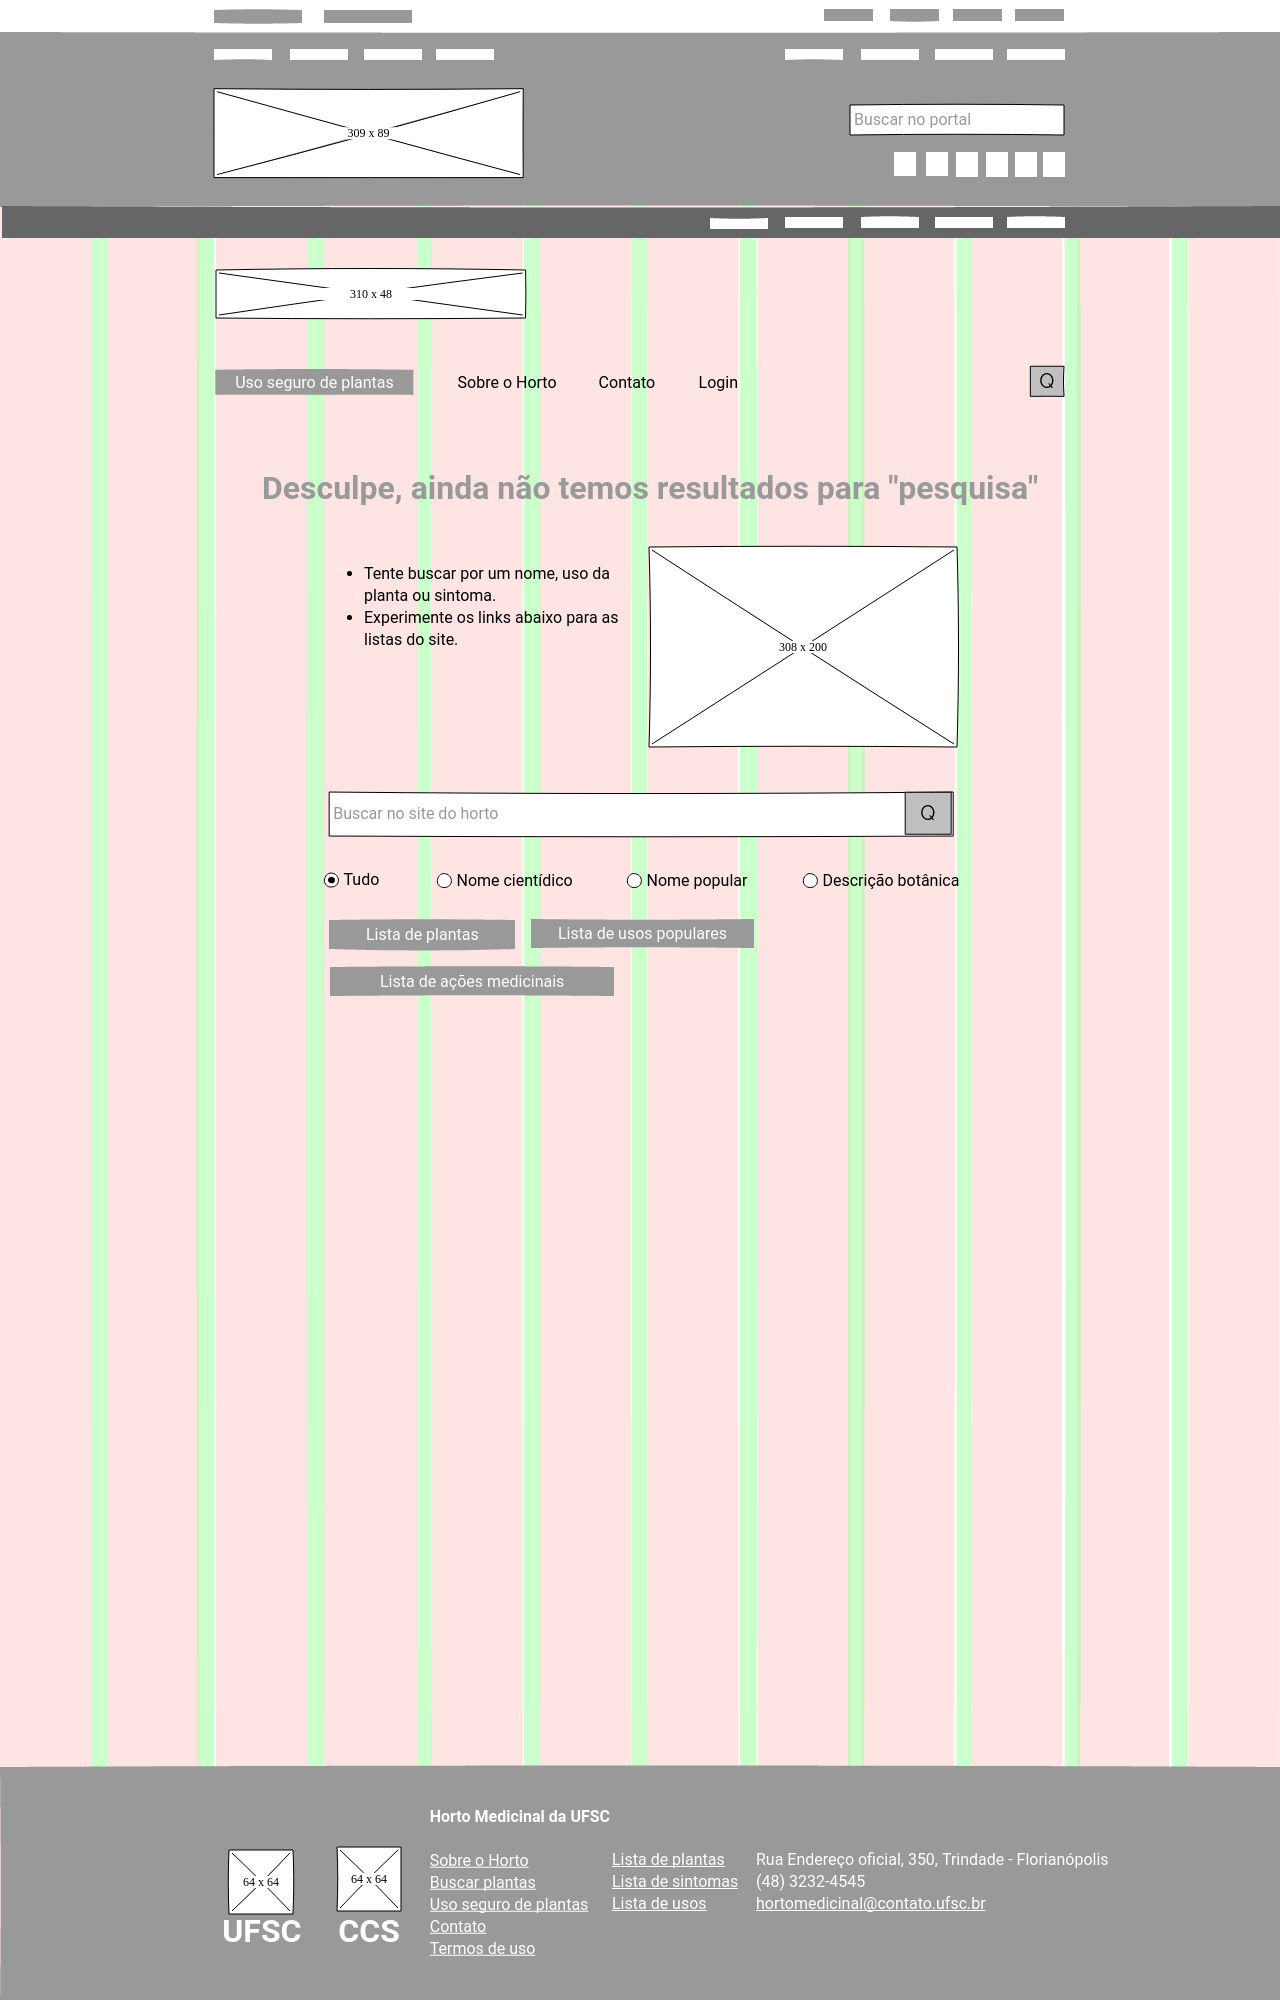 309 x 89
Buscar no portal
310 x 48
Uso seguro de plantas Sobre o Horto Contato Login Q
Desculpe, ainda não temos resultados para "pesquisa"
Tente buscar por um nome, uso da
planta ou sintoma.
Experimente os links abaixo para as
listas do site.
308 x 200
Buscar no site do horto Q
Tudo Nome cientídico Nome popular Descrição botânica
Lista de plantas Lista de usos populares
Lista de ações medicinais
Horto Medicinal da UFSC
64 x 64
UFSC
64 x 64
CCS
Sobre o Horto
Buscar plantas
Uso seguro de plantas
Contato
Termos de uso
Lista de plantas
Lista de sintomas
Lista de usos
Rua Endereço oficial, 350, Trindade - Florianópolis
(48) 3232-4545
hortomedicinal@contato.ufsc.br